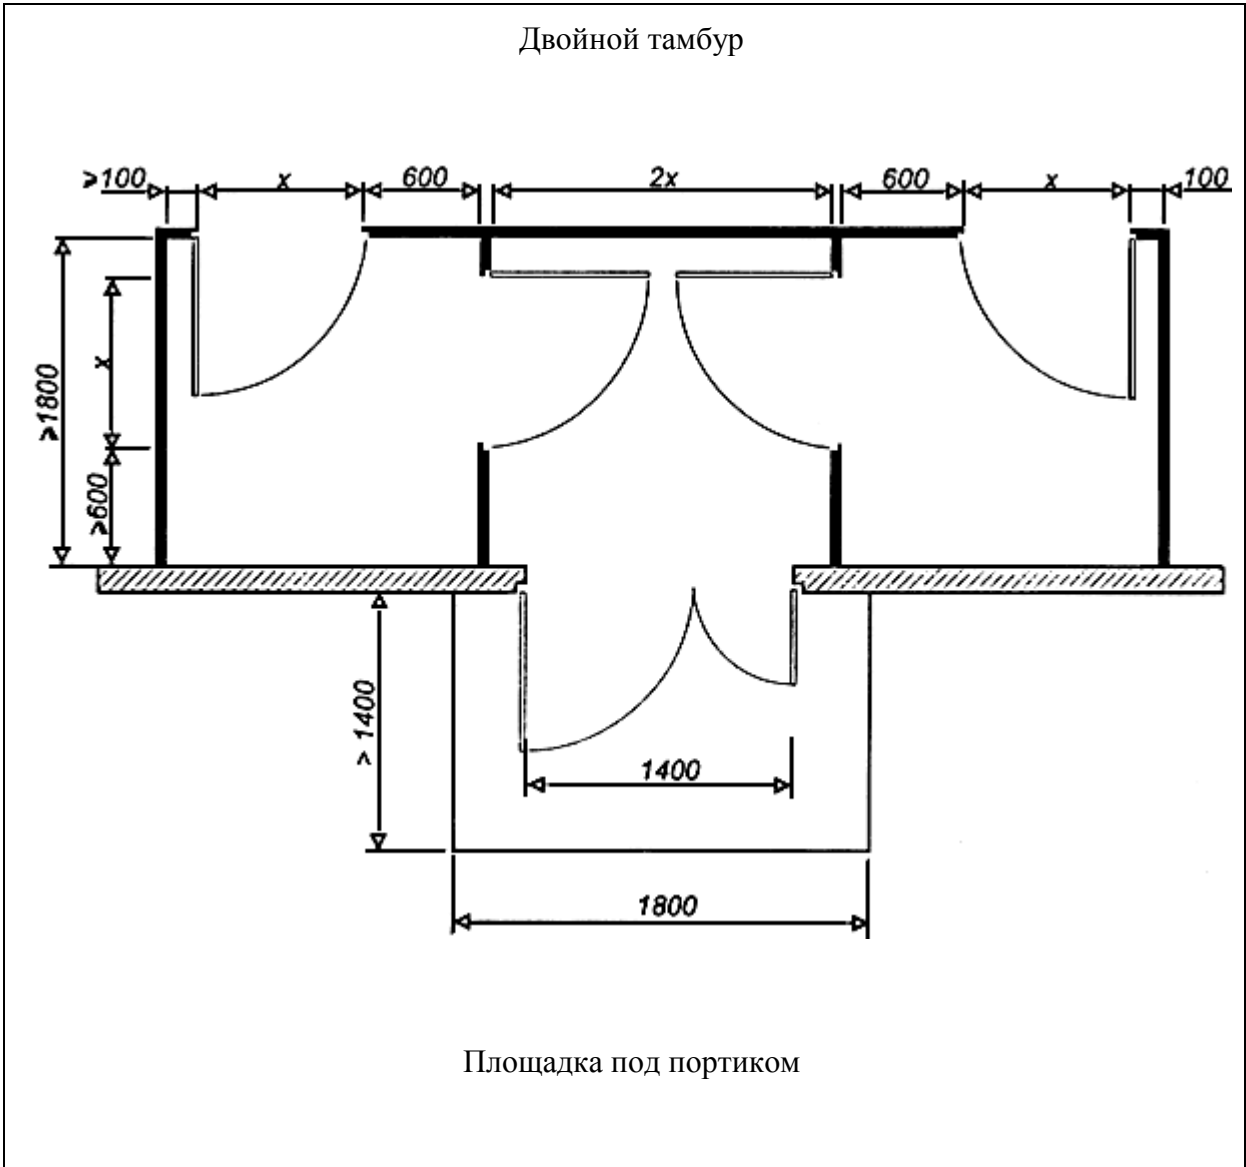 Двойной тамбур
⩾100 x 600 2x 600 x 100
⩾1800
x
⩾600
> 1400
1400
1800
Площадка под портиком